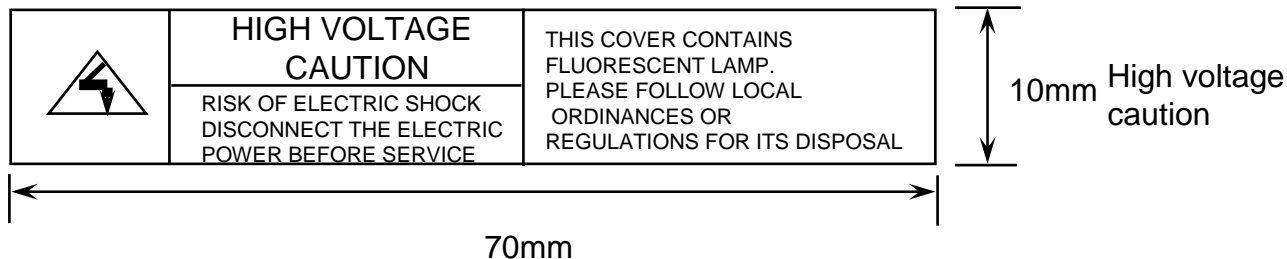 HIGH VOLTAGE
CAUTION
RISK OF ELECTRIC SHOCK
DISCONNECT THE ELECTRIC
POWER BEFORE SERVICE
THIS COVER CONTAINS
FLUORESCENT LAMP.
PLEASE FOLLOW LOCAL
ORDINANCES OR
REGULATIONS FOR ITS DISPOSAL
10mm
High voltage
caution
70mm